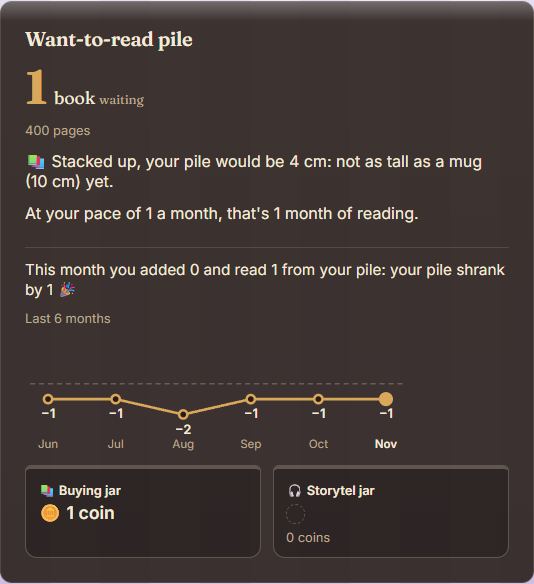 Want-to-read pile
1 book waiting
400 pages
📚 Stacked up, your pile would be 4 cm: not as tall as a mug
(10 cm) yet.
At your pace of 1 a month, that's 1 month of reading.
This month you added 0 and read 1 from your pile: your pile shrank
by 1 🎉
Last 6 months
−1 −1 −2 −1 −1 −1
Jun Jul Aug Sep Oct Nov
📚 Buying jar
1 coin
🎧 Storytel jar
0 coins